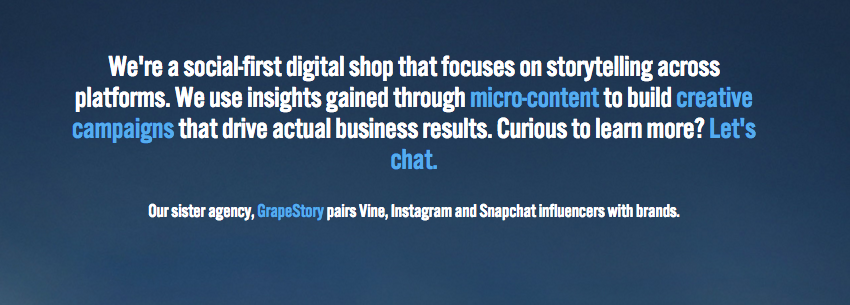 We're a social-first digital shop that focuses on storytelling across
platforms. We use insights gained through micro-content to build creative
campaigns that drive actual business results. Curious to learn more? Let's
chat.
Our sister agency, GrapeStory pairs Vine, Instagram and Snapchat influencers with brands.